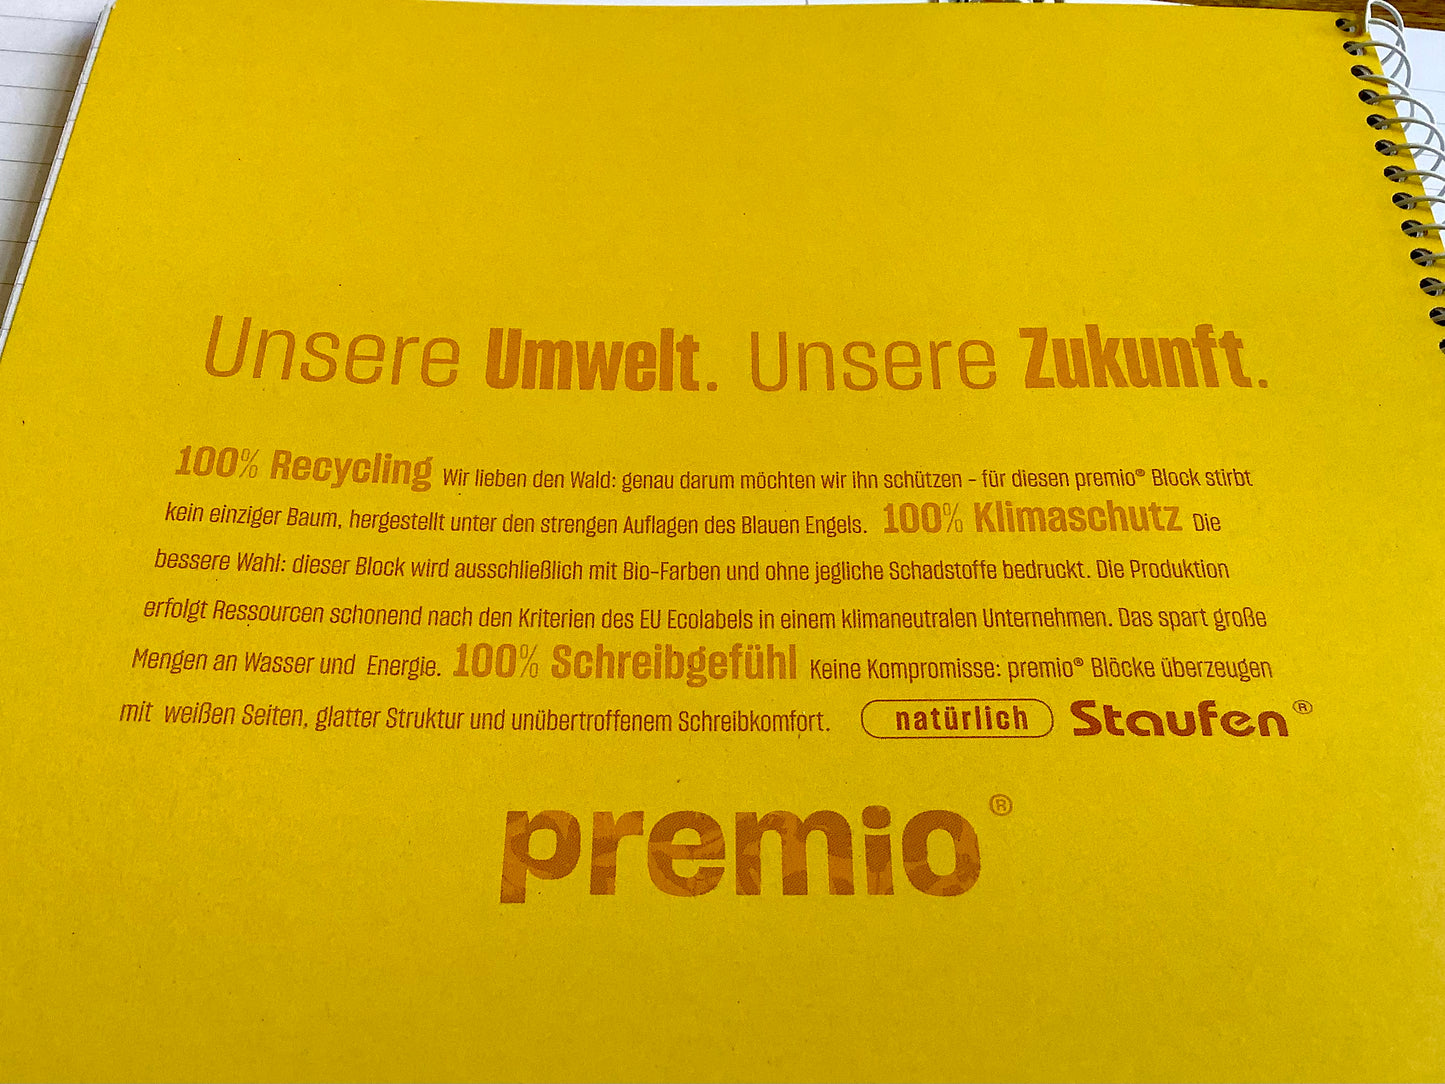 Unsere Umwelt. Unsere Zukunft.
100% Recycling Wir lieben den Wald: genau darum möchten wir ihn schützen – für diesen premio® Block stirbt
kein einziger Baum, hergestellt unter den strengen Auflagen des Blauen Engels. 100% Klimaschutz Die
bessere Wahl: dieser Block wird ausschließlich mit Bio-Farben und ohne jegliche Schadstoffe bedruckt. Die Produktion
erfolgt Ressourcen schonend nach den Kriterien des EU Ecolabels in einem klimaneutralen Unternehmen. Das spart große
Mengen an Wasser und Energie. 100% Schreibgefühl Keine Kompromisse: premio® Blöcke überzeugen
mit weißen Seiten, glatter Struktur und unübertroffenem Schreibkomfort. natürlich Staufen®
premio®